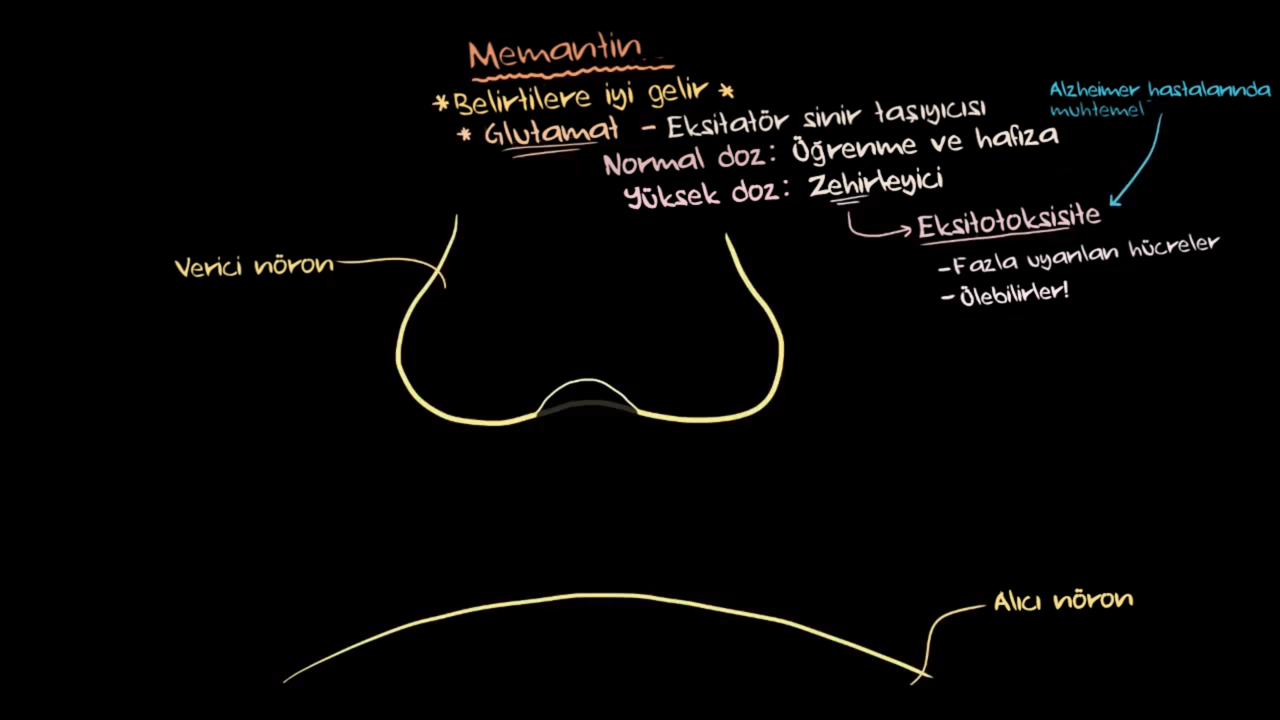 Memantin
*Belirtilere iyi gelir*
* Glutamat - Eksitatör sinir taşıyıcısı
Normal doz: Öğrenme ve hafıza
Yüksek doz: Zehirleyici
Alzheimer hastalarında
muhtemel
Eksitotoksisite
-Fazla uyarılan hücreler
-Ölebilirler!
Verici nöron
Alıcı nöron